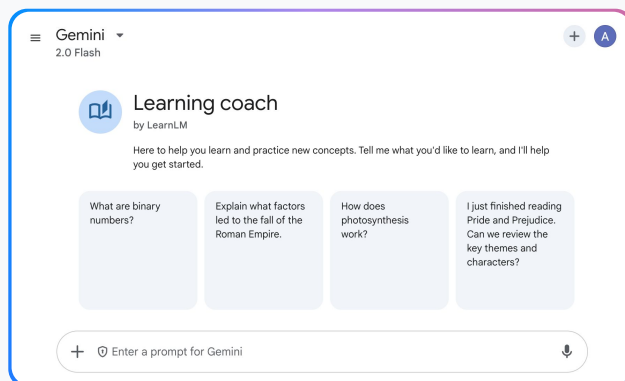 Gemini
2.0 Flash
A
Learning coach
by LearnLM
Here to help you learn and practice new concepts. Tell me what you'd like to learn, and I'll help
you get started.
What are binary
numbers?
Explain what factors
led to the fall of the
Roman Empire.
How does
photosynthesis
work?
I just finished reading
Pride and Prejudice.
Can we review the
key themes and
characters?
Enter a prompt for Gemini